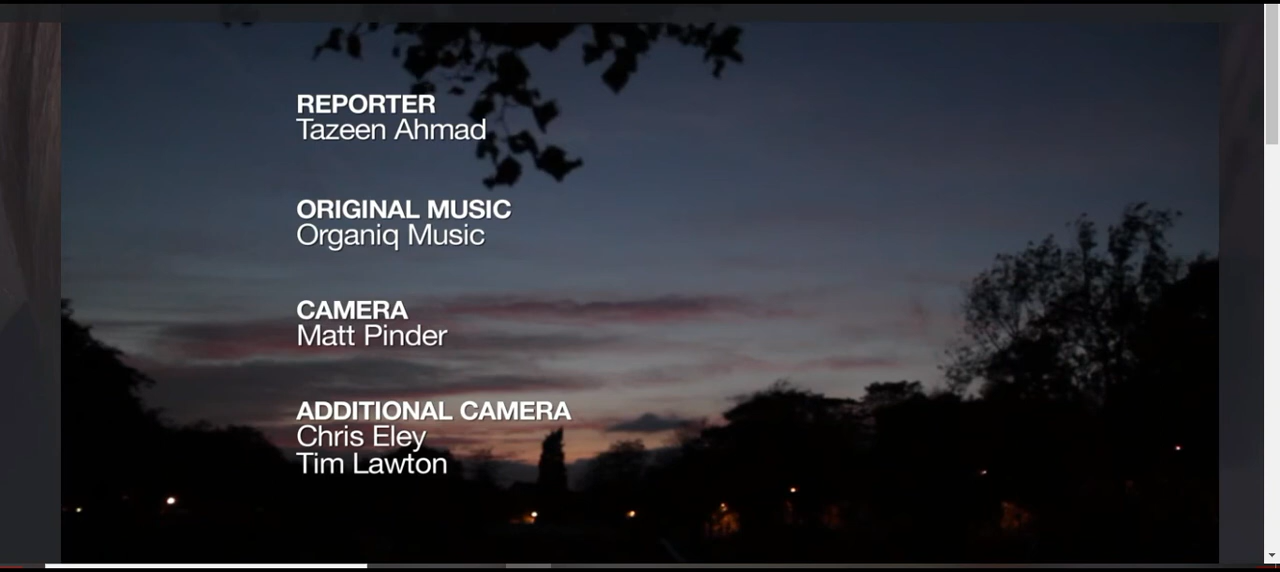 REPORTER
Tazeen Ahmad
ORIGINAL MUSIC
Organiq Music
CAMERA
Matt Pinder
ADDITIONAL CAMERA
Chris Eley
Tim Lawton